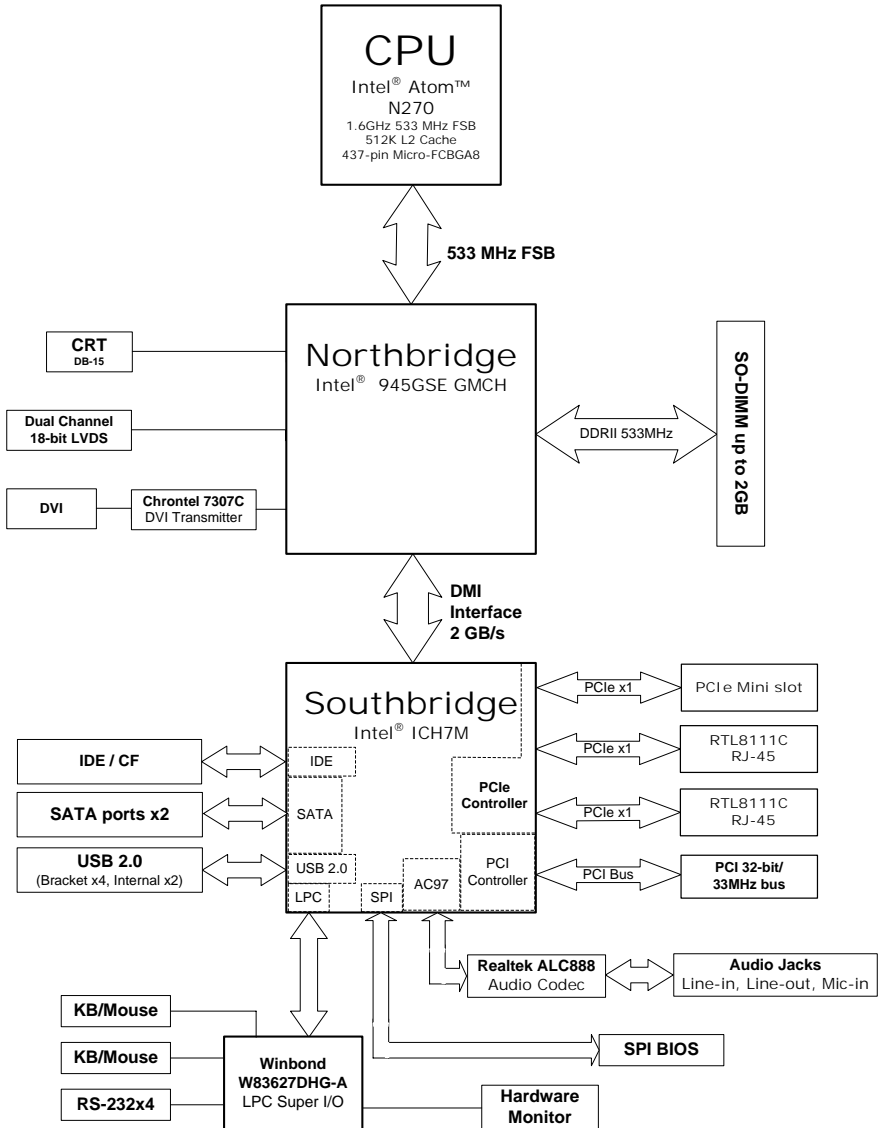 CPU
Intel® Atom™
N270
1.6GHz 533 MHz FSB
512K L2 Cache
437-pin Micro-FCBGA8
533 MHz FSB
Northbridge
Intel® 945GSE GMCH
CRT
DB-15
Dual Channel
18-bit LVDS
DVI
Chrontel 7307C
DVI Transmitter
DDRII 533MHz
SO-DIMM up to 2GB
DMI
Interface
2 GB/s
Southbridge
Intel® ICH7M
IDE
SATA
USB 2.0
LPC
SPI
AC97
PCIe
Controller
PCI
Controller
IDE / CF
SATA ports x2
USB 2.0
(Bracket x4, Internal x2)
PCIe x1
PCIe Mini slot
PCIe x1
RTL8111C
RJ-45
PCIe x1
RTL8111C
RJ-45
PCI Bus
PCI 32-bit/
33MHz bus
Realtek ALC888
Audio Codec
Audio Jacks
Line-in, Line-out, Mic-in
SPI BIOS
KB/Mouse
KB/Mouse
RS-232x4
Winbond
W83627DHG-A
LPC Super I/O
Hardware
Monitor